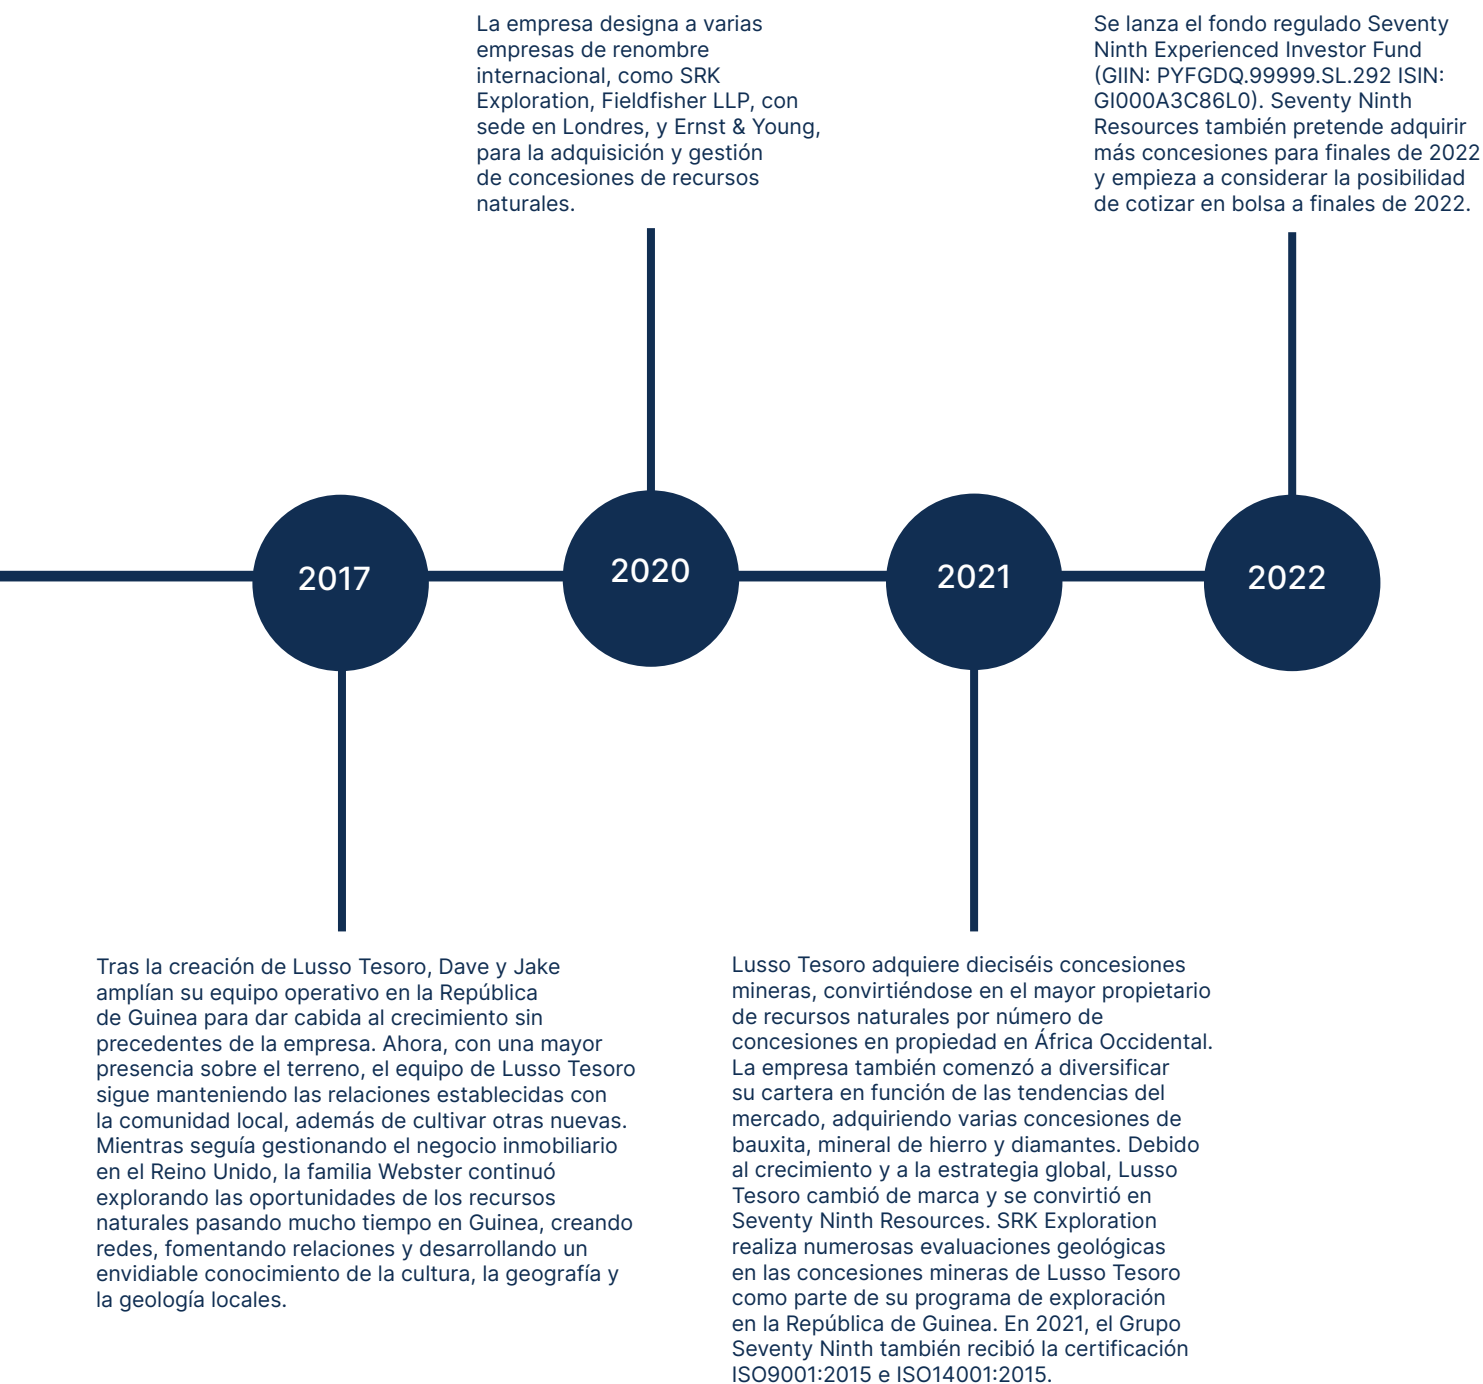 La empresa designa a varias
empresas de renombre
internacional, como SRK
Exploration, Fieldfisher LLP, con
sede en Londres, y Ernst & Young,
para la adquisición y gestión
de concesiones de recursos
naturales.
Se lanza el fondo regulado Seventy
Ninth Experienced Investor Fund
(GIIN: PYFGDQ.99999.SL.292 ISIN:
GI000A3C86L0). Seventy Ninth
Resources también pretende adquirir
más concesiones para finales de 2022
y empieza a considerar la posibilidad
de cotizar en bolsa a finales de 2022.
2017
2020
2021
2022
Tras la creación de Lusso Tesoro, Dave y Jake
amplían su equipo operativo en la República
de Guinea para dar cabida al crecimiento sin
precedentes de la empresa. Ahora, con una mayor
presencia sobre el terreno, el equipo de Lusso Tesoro
sigue manteniendo las relaciones establecidas con
la comunidad local, además de cultivar otras nuevas.
Mientras seguía gestionando el negocio inmobiliario
en el Reino Unido, la familia Webster continuó
explorando las oportunidades de los recursos
naturales pasando mucho tiempo en Guinea, creando
redes, fomentando relaciones y desarrollando un
envidiable conocimiento de la cultura, la geografía y
la geología locales.
Lusso Tesoro adquiere dieciséis concesiones
mineras, convirtiéndose en el mayor propietario
de recursos naturales por número de
concesiones en propiedad en África Occidental.
La empresa también comenzó a diversificar
su cartera en función de las tendencias del
mercado, adquiriendo varias concesiones de
bauxita, mineral de hierro y diamantes. Debido
al crecimiento y a la estrategia global, Lusso
Tesoro cambió de marca y se convirtió en
Seventy Ninth Resources. SRK Exploration
realiza numerosas evaluaciones geológicas
en las concesiones mineras de Lusso Tesoro
como parte de su programa de exploración
en la República de Guinea. En 2021, el Grupo
Seventy Ninth también recibió la certificación
ISO9001:2015 e ISO14001:2015.